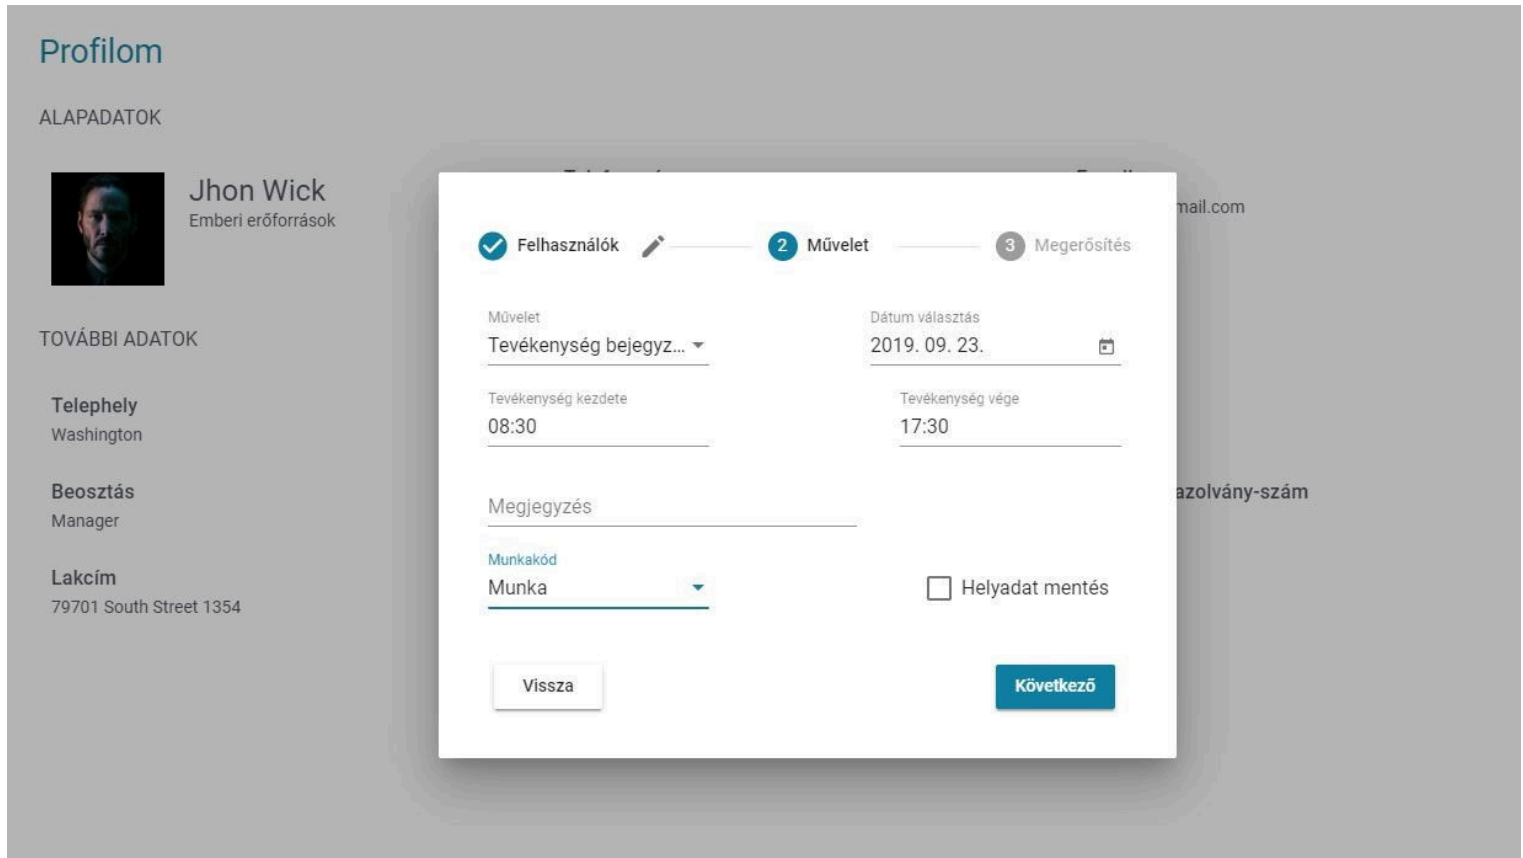 Profilom
ALAPADATOK
Jhon Wick
Emberi erőforrások
mail.com
Felhasználók
2 Művelet
3 Megerősítés
Művelet
Dátum választás
Tevékenység bejegyz...
2019. 09. 23.
Tevékenység kezdete
Tevékenység vége
08:30
17:30
Megjegyzés
Munkakód
Munka
Helyadat mentés
Vissza
Következő
TOVÁBBI ADATOK
Telephely
Washington
Beosztás
Manager
azolvány-szám
Lakcím
79701 South Street 1354